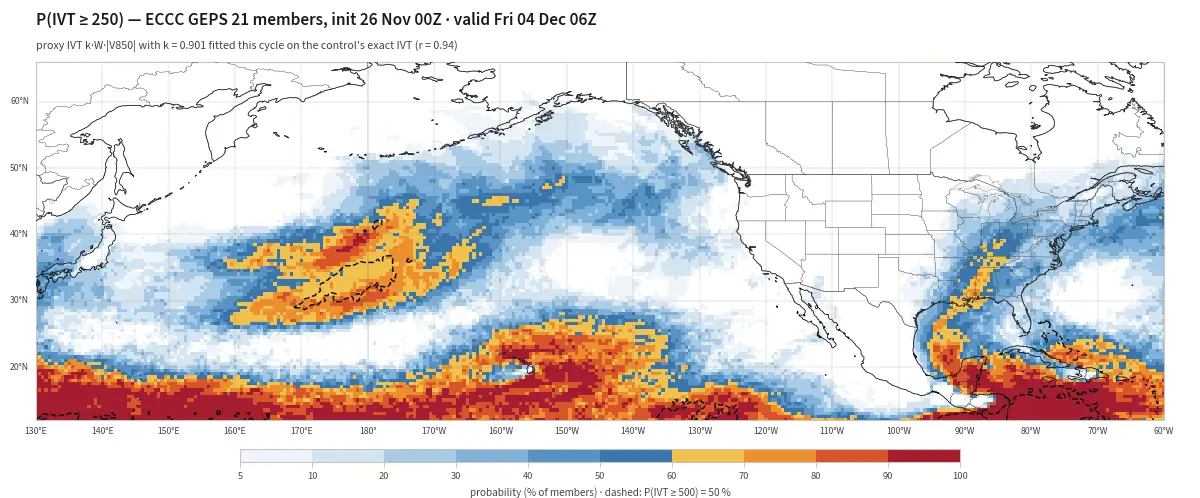 P(IVT ≥ 250) — ECCC GEPS 21 members, init 26 Nov 00Z · valid Fri 04 Dec 06Z
proxy IVT k·W·|V850| with k = 0.901 fitted this cycle on the control's exact IVT (r = 0.94)
60°N
50°N
40°N
30°N
20°N
130°E 140°E 150°E 160°E 170°E 180° 170°W 160°W 150°W 140°W 130°W 120°W 110°W 100°W 90°W 80°W 70°W 60°W
5 10 20 30 40 50 60 70 80 90 100
probability (% of members) · dashed: P(IVT ≥ 500) = 50 %